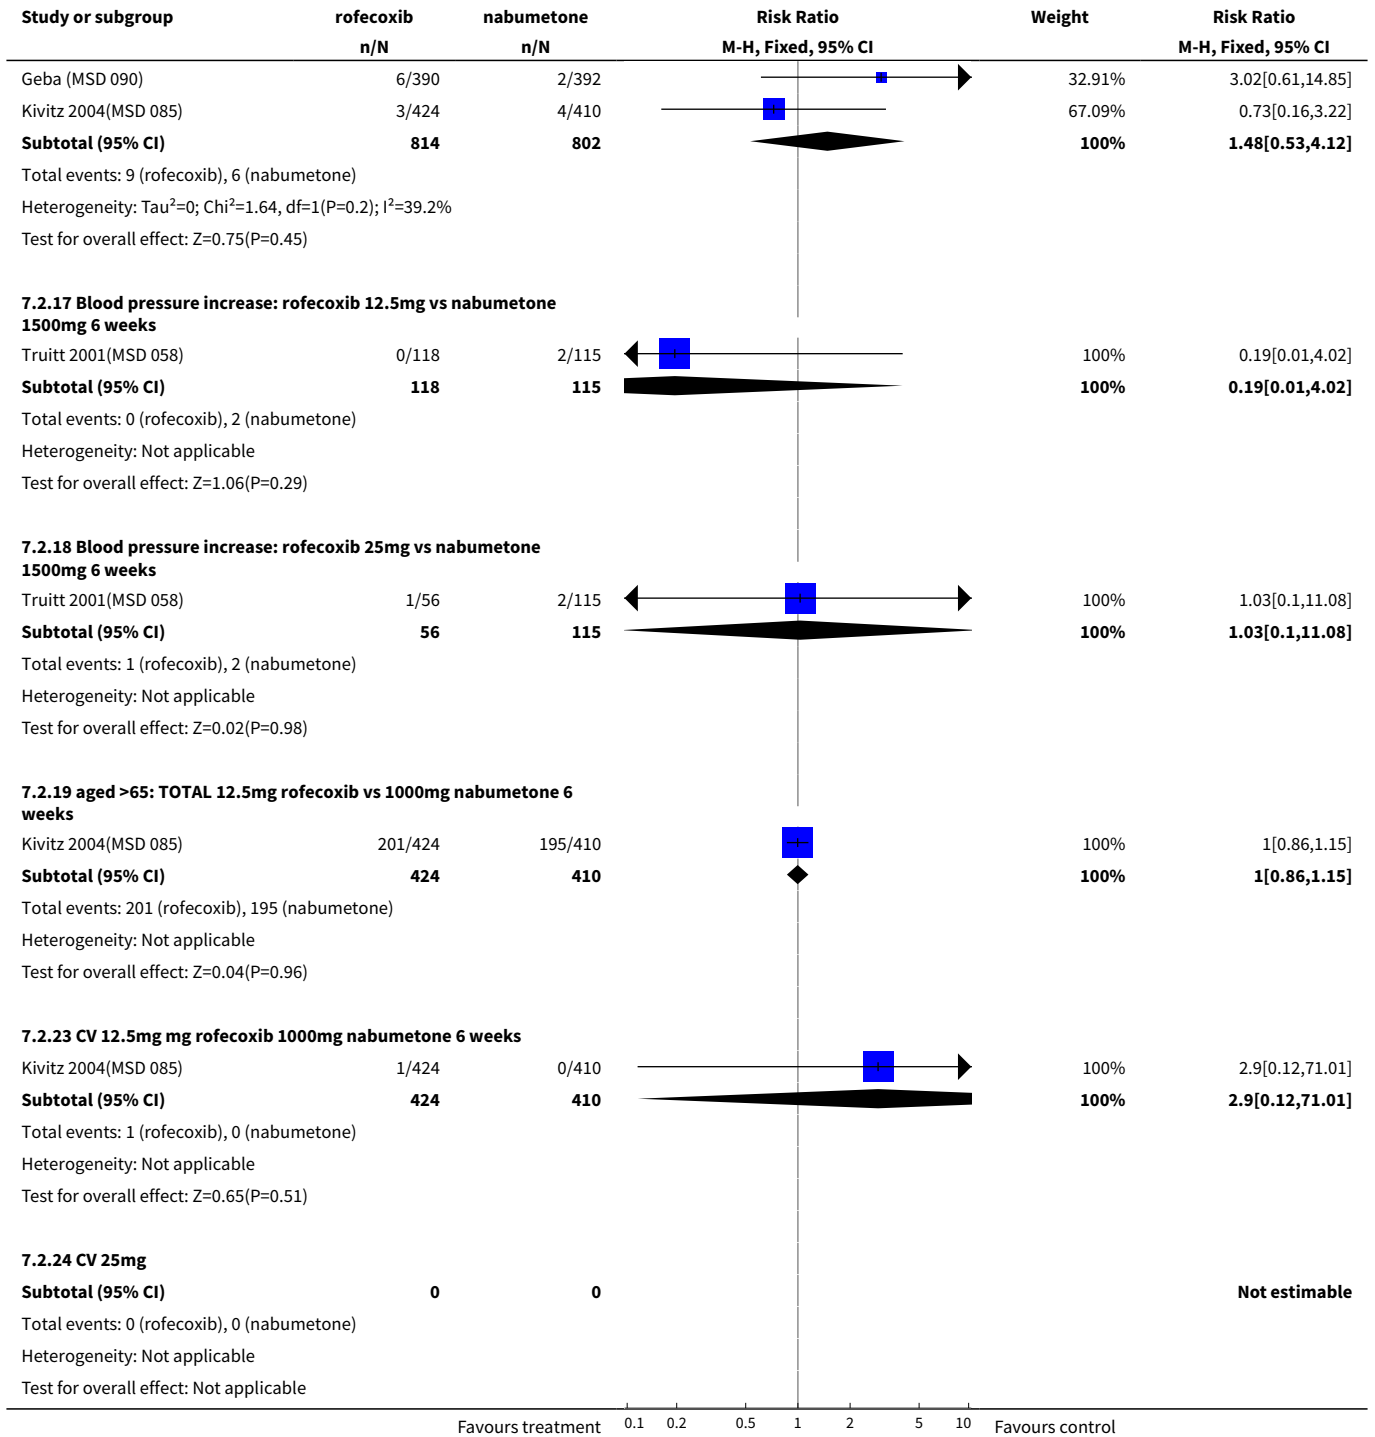 Study or subgroup rofecoxib nabumetone Risk Ratio Weight Risk Ratio
n/N n/N M-H, Fixed, 95% CI M-H, Fixed, 95% CI
Geba (MSD 090) 6/390 2/392 32.91% 3.02[0.61,14.85]
Kivitz 2004(MSD 085) 3/424 4/410 67.09% 0.73[0.16,3.22]
Subtotal (95% CI) 814 802 100% 1.48[0.53,4.12]
Total events: 9 (rofecoxib), 6 (nabumetone)
Heterogeneity: Tau²=0; Chi²=1.64, df=1(P=0.2); I²=39.2%
Test for overall effect: Z=0.75(P=0.45)
7.2.17 Blood pressure increase: rofecoxib 12.5mg vs nabumetone
1500mg 6 weeks
Truitt 2001(MSD 058) 0/118 2/115 100% 0.19[0.01,4.02]
Subtotal (95% CI) 118 115 100% 0.19[0.01,4.02]
Total events: 0 (rofecoxib), 2 (nabumetone)
Heterogeneity: Not applicable
Test for overall effect: Z=1.06(P=0.29)
7.2.18 Blood pressure increase: rofecoxib 25mg vs nabumetone
1500mg 6 weeks
Truitt 2001(MSD 058) 1/56 2/115 100% 1.03[0.1,11.08]
Subtotal (95% CI) 56 115 100% 1.03[0.1,11.08]
Total events: 1 (rofecoxib), 2 (nabumetone)
Heterogeneity: Not applicable
Test for overall effect: Z=0.02(P=0.98)
7.2.19 aged >65: TOTAL 12.5mg rofecoxib vs 1000mg nabumetone 6
weeks
Kivitz 2004(MSD 085) 201/424 195/410 100% 1[0.86,1.15]
Subtotal (95% CI) 424 410 100% 1[0.86,1.15]
Total events: 201 (rofecoxib), 195 (nabumetone)
Heterogeneity: Not applicable
Test for overall effect: Z=0.04(P=0.96)
7.2.23 CV 12.5mg mg rofecoxib 1000mg nabumetone 6 weeks
Kivitz 2004(MSD 085) 1/424 0/410 100% 2.9[0.12,71.01]
Subtotal (95% CI) 424 410 100% 2.9[0.12,71.01]
Total events: 1 (rofecoxib), 0 (nabumetone)
Heterogeneity: Not applicable
Test for overall effect: Z=0.65(P=0.51)
7.2.24 CV 25mg
Subtotal (95% CI) 0 0 Not estimable
Total events: 0 (rofecoxib), 0 (nabumetone)
Heterogeneity: Not applicable
Test for overall effect: Not applicable
Favours treatment 0.1 0.2 0.5 1 2 5 10 Favours control